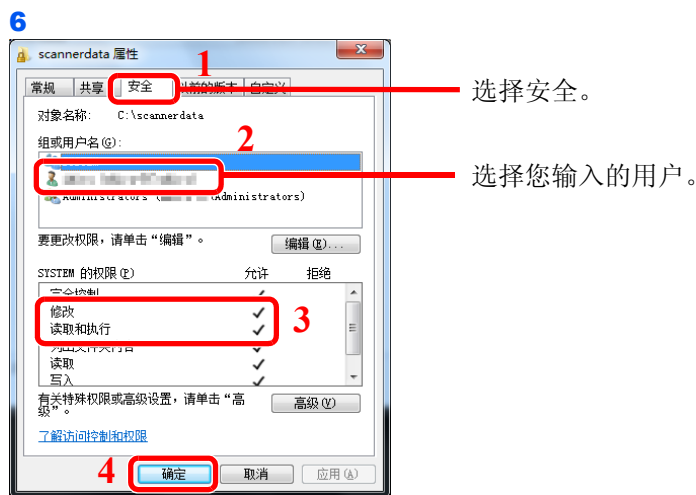 6
scannerdata 属性
1
常规 共享 安全 以前的版本 自定义
选择安全。
对象名称: C:\scannerdata
组或用户名(G):
2
选择您输入的用户。
Administrators ( \Administrators)
要更改权限，请单击“编辑”。
编辑(E)...
SYSTEM 的权限(P) 允许 拒绝
完全控制
修改
读取和执行
3
列出文件夹内容
读取
写入
有关特殊权限或高级设置，请单击“高
级”。
高级(V)
了解访问控制和权限
4
确定 取消 应用(A)